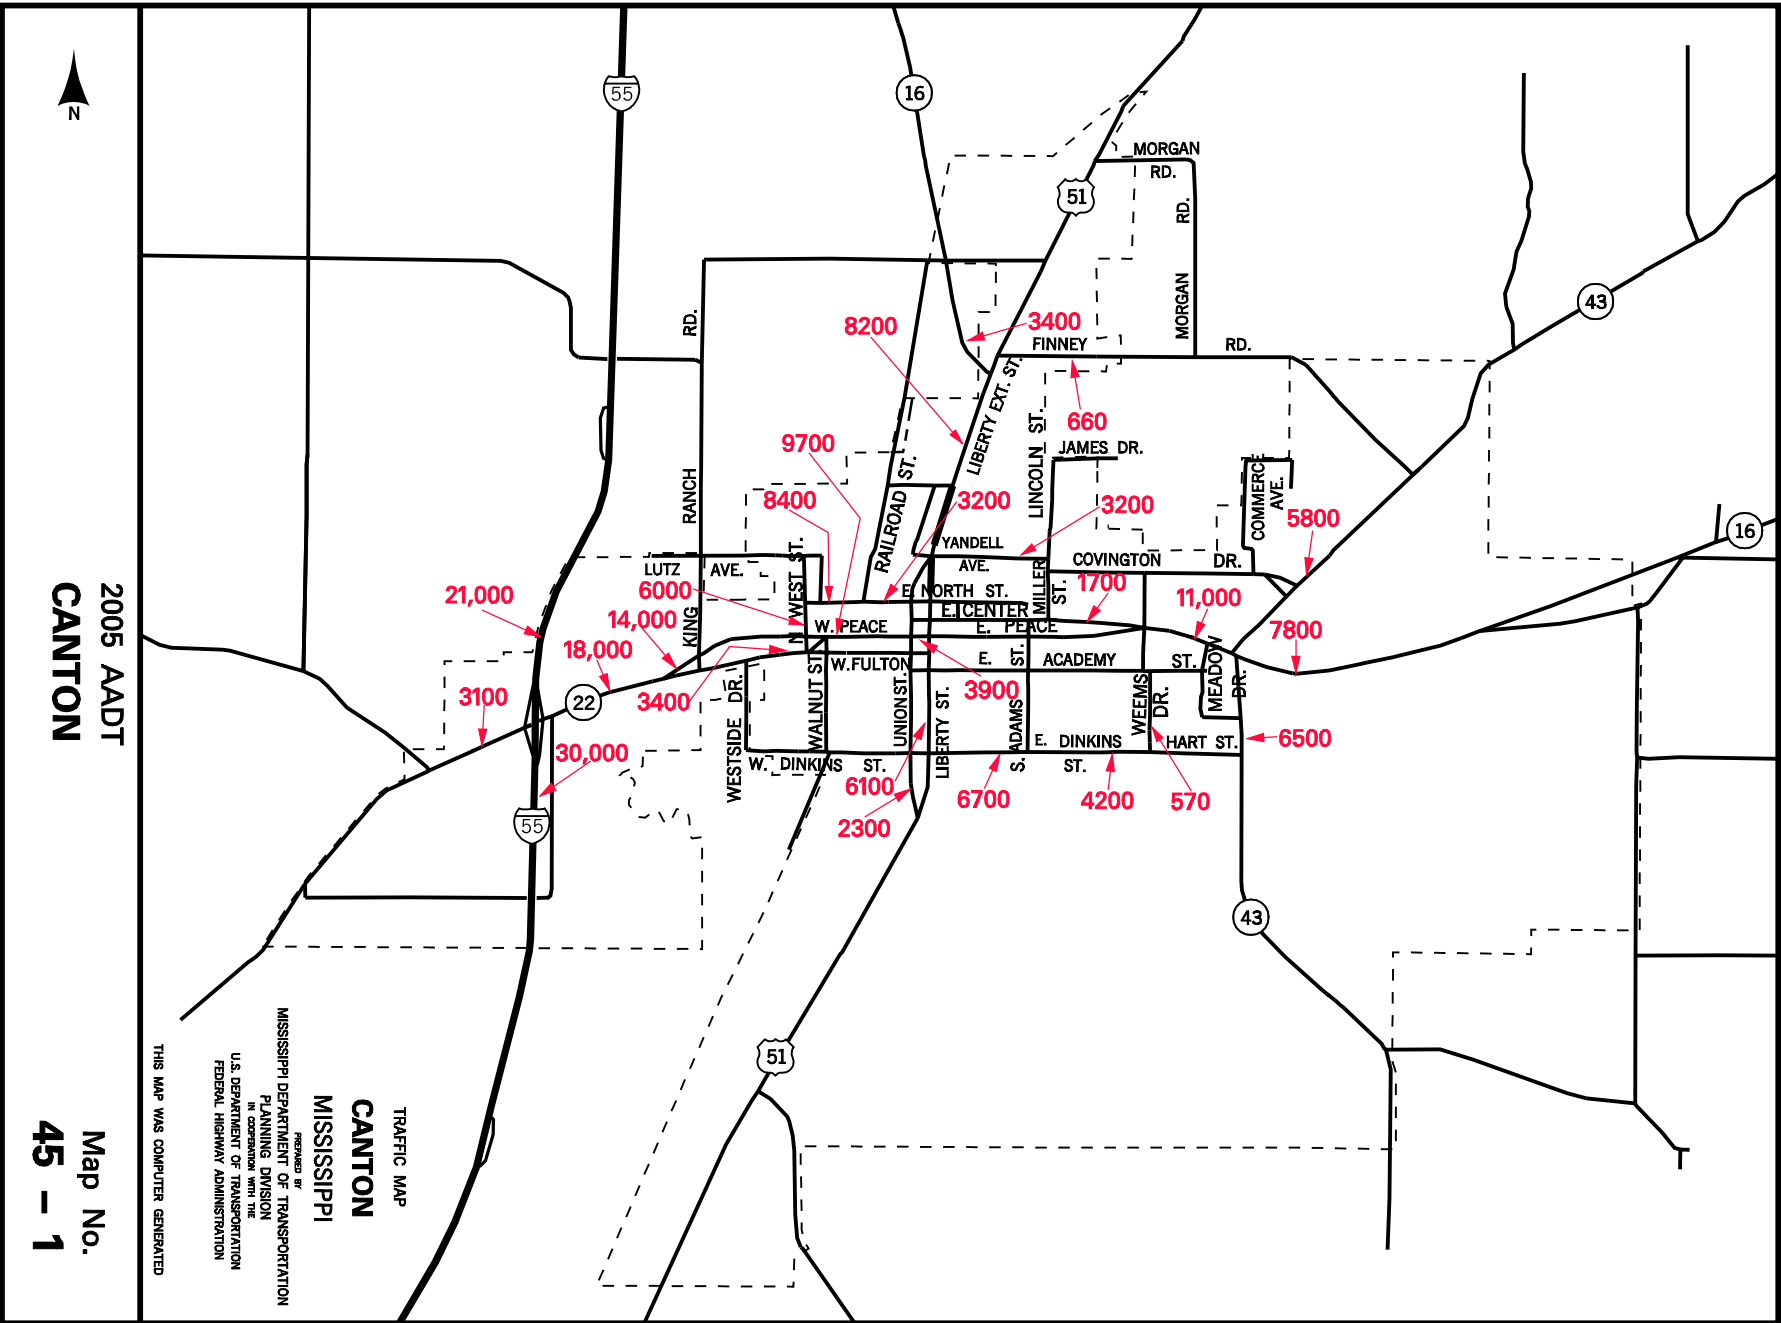 55
16
MORGAN
RD.
51
RD.
MORGAN
43
RD.
8200
3400
FINNEY
RD.
LIBERTY EXT. ST.
660
LINCOLN ST.
9700
JAMES DR.
RANCH
RAILROAD ST.
COMMERCE
AVE.
8400
3200
3200
5800
16
YANDELL
AVE.
COVINGTON
DR.
LUTZ
AVE.
N WEST ST.
6000
E. NORTH ST.
MILLER
ST.
1700
21,000
11,000
14,000
KING
E. CENTER
W. PEACE
E. PEACE
7800
18,000
W. FULTON
E. ACADEMY ST.
ST.
MEADOW
DR.
3100
22
3400
3900
WESTSIDE DR.
WALNUT ST
UNION ST.
LIBERTY ST.
S. ADAMS
WEEMS
DR.
30,000
E. DINKINS
ST.
HART ST.
6500
W. DINKINS ST.
6100
6700
4200
570
2300
55
43
51
N
2005 AADT
CANTON
Map No.
45 - 1
TRAFFIC MAP
CANTON
MISSISSIPPI
PREPARED BY
MISSISSIPPI DEPARTMENT OF TRANSPORTATION
PLANNING DIVISION
IN COOPERATION WITH THE
U.S. DEPARTMENT OF TRANSPORTATION
FEDERAL HIGHWAY ADMINISTRATION
THIS MAP WAS COMPUTER GENERATED